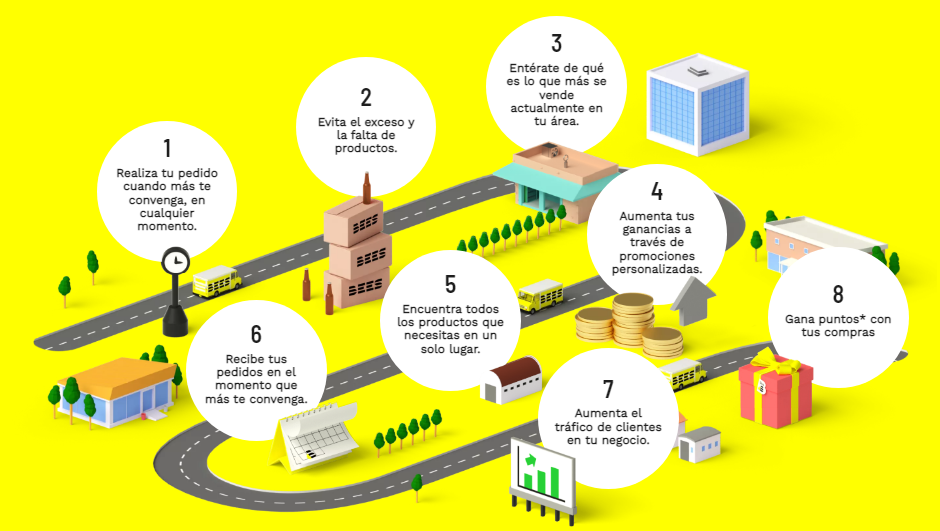 1
Realiza tu pedido
cuando más te
convenga, en
cualquier
momento.
2
Evita el exceso y
la falta de
productos.
3
Entérate de qué
es lo que más se
vende
actualmente en
tu área.
4
Aumenta tus
ganancias a
través de
promociones
personalizadas.
5
Encuentra todos
los productos que
necesitas en un
solo lugar.
6
Recibe tus
pedidos en el
momento que
más te convenga.
7
Aumenta el
tráfico de clientes
en tu negocio.
8
Gana puntos* con
tus compras